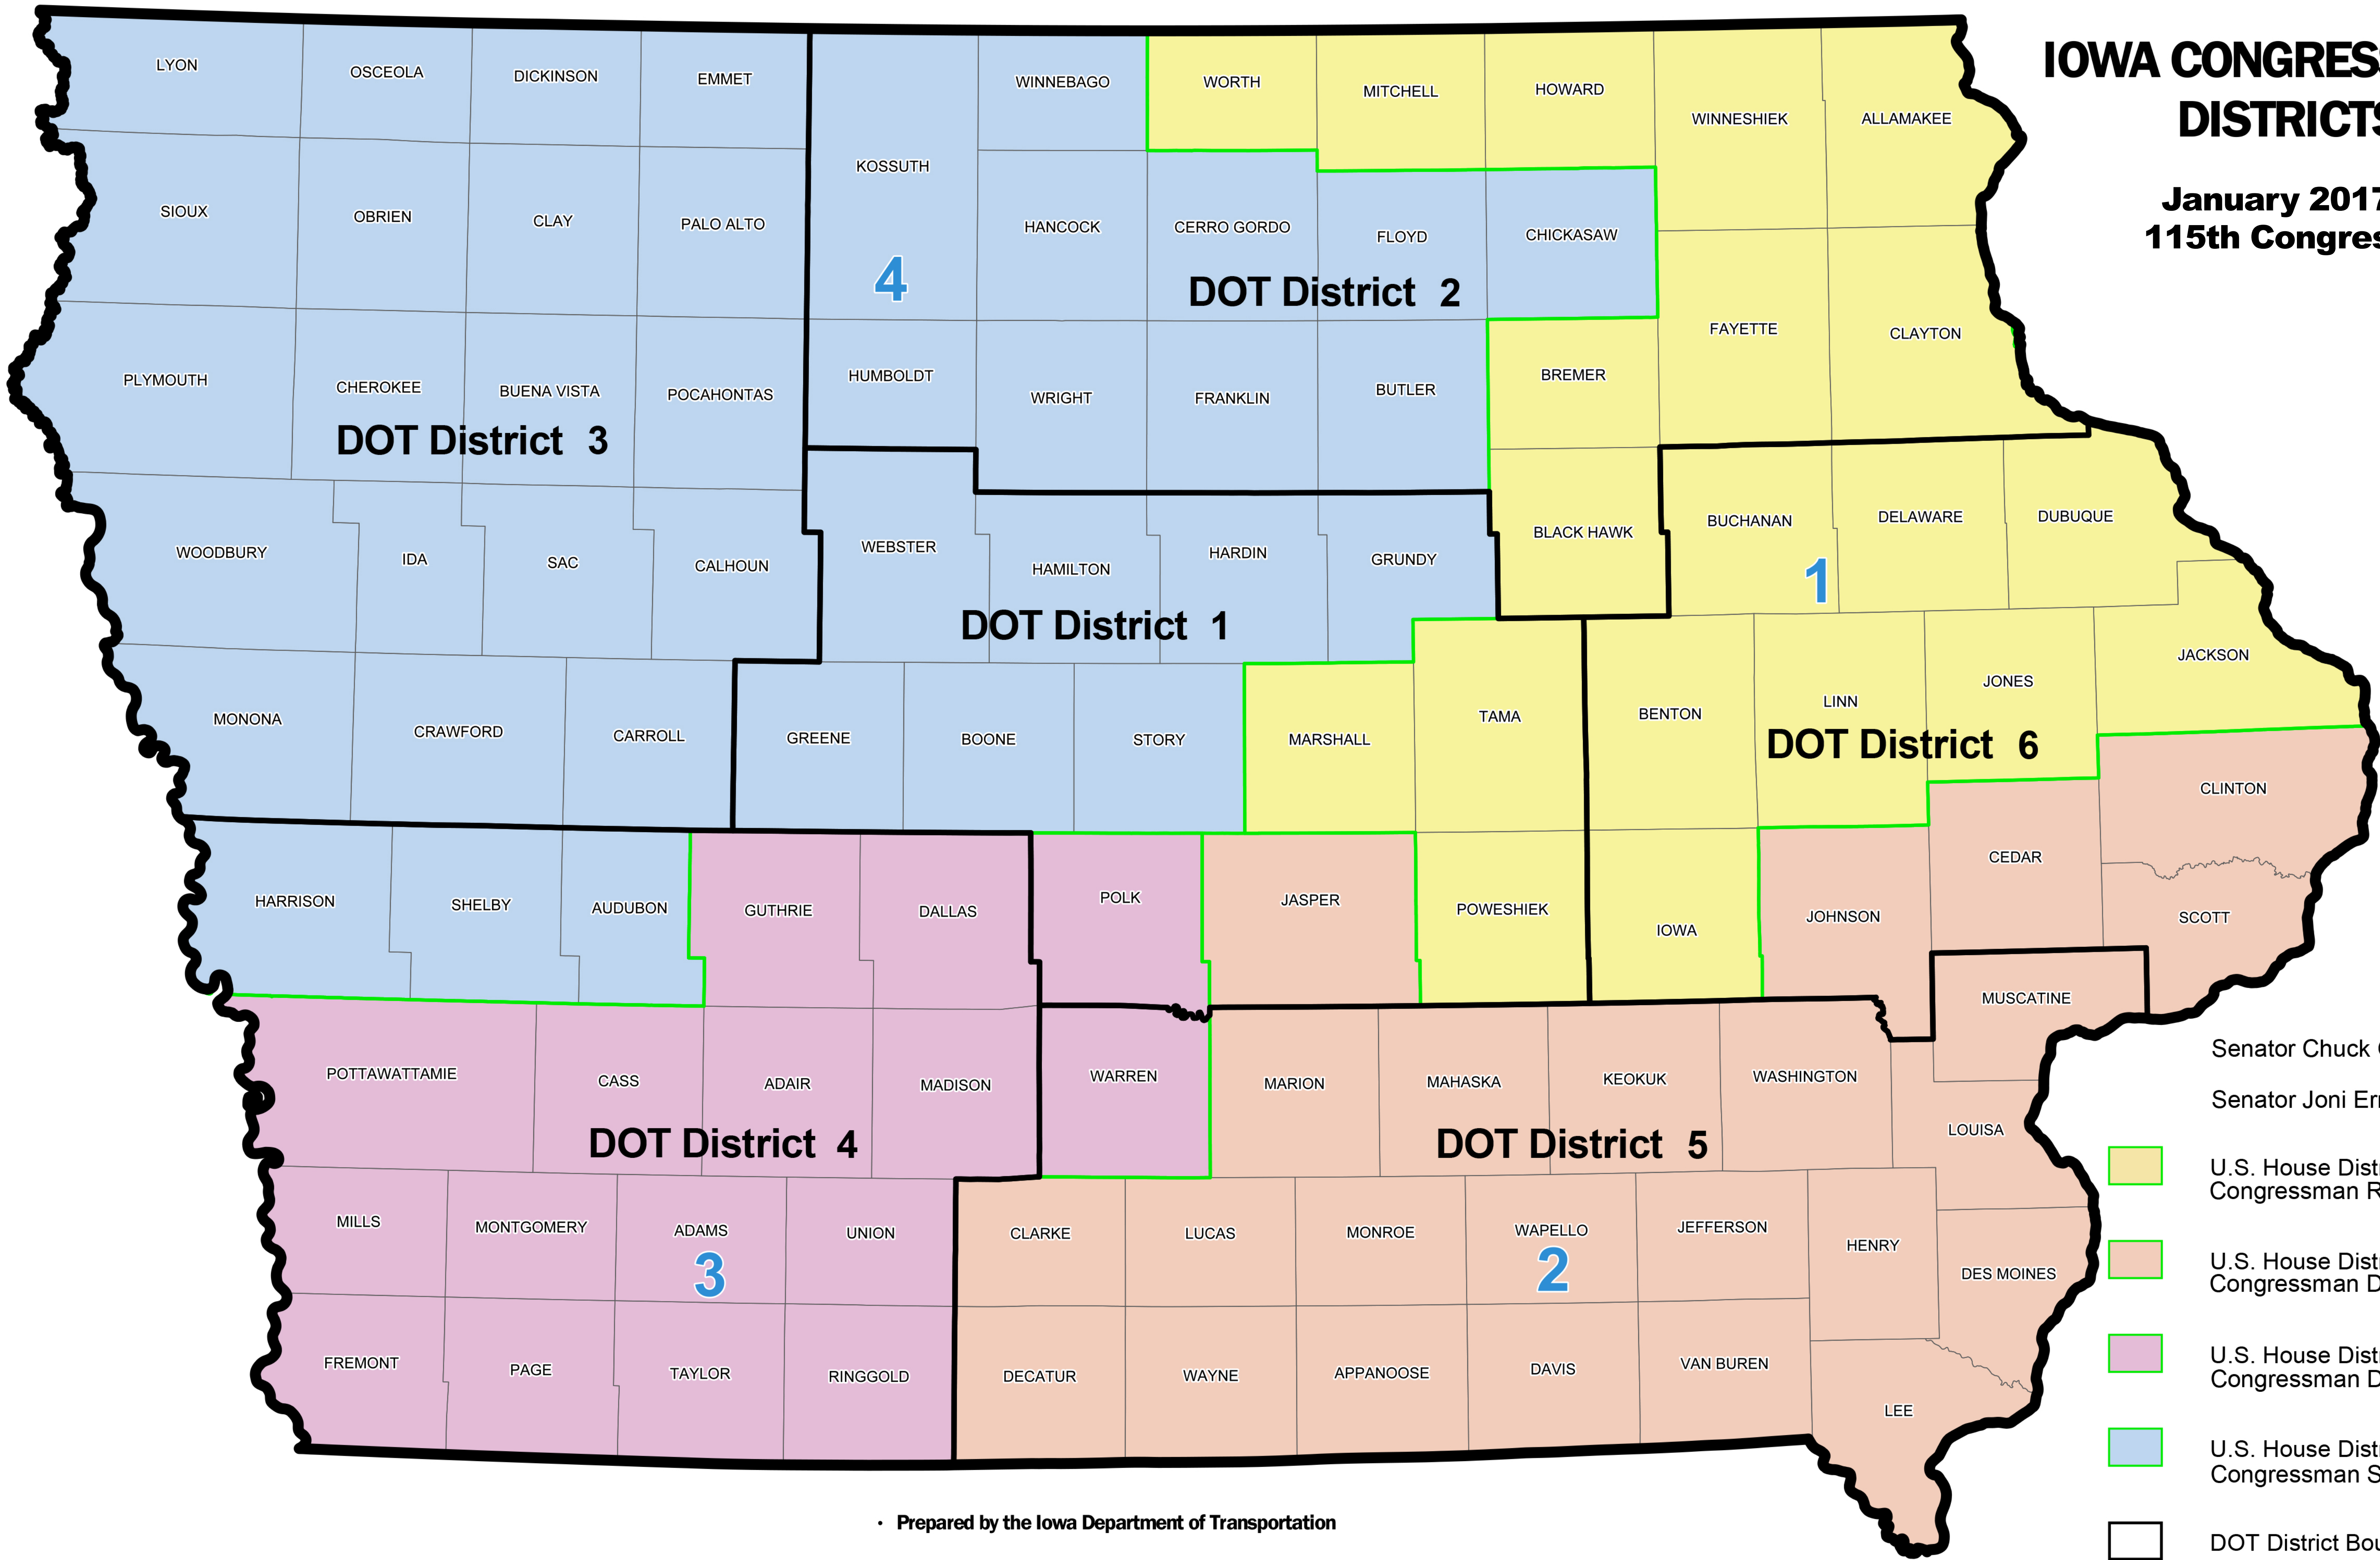 IOWA CONGRES
DISTRICTS
January 2017
115th Congres
LYON
OSCEOLA
DICKINSON
EMMET
WINNEBAGO
WORTH
MITCHELL
HOWARD
WINNESHIEK
ALLAMAKEE
KOSSUTH
SIOUX
OBRIEN
CLAY
PALO ALTO
HANCOCK
CERRO GORDO
FLOYD
CHICKASAW
4
DOT District 2
FAYETTE
CLAYTON
PLYMOUTH
CHEROKEE
BUENA VISTA
POCAHONTAS
HUMBOLDT
WRIGHT
FRANKLIN
BUTLER
BREMER
DOT District 3
WOODBURY
IDA
SAC
CALHOUN
WEBSTER
HAMILTON
HARDIN
GRUNDY
BLACK HAWK
BUCHANAN
DELAWARE
DUBUQUE
1
DOT District 1
MONONA
CRAWFORD
CARROLL
GREENE
BOONE
STORY
MARSHALL
TAMA
BENTON
LINN
JONES
JACKSON
DOT District 6
CLINTON
HARRISON
SHELBY
AUDUBON
GUTHRIE
DALLAS
POLK
JASPER
POWESHIEK
IOWA
JOHNSON
CEDAR
SCOTT
MUSCATINE
POTTAWATTAMIE
CASS
ADAIR
MADISON
WARREN
MARION
MAHASKA
KEOKUK
WASHINGTON
LOUISA
DOT District 4
DOT District 5
MILLS
MONTGOMERY
ADAMS
UNION
CLARKE
LUCAS
MONROE
WAPELLO
JEFFERSON
HENRY
DES MOINES
3
2
FREMONT
PAGE
TAYLOR
RINGGOLD
DECATUR
WAYNE
APPANOOSE
DAVIS
VAN BUREN
LEE
Senator Chuck
Senator Joni Er
U.S. House Dist
Congressman R
U.S. House Dist
Congressman D
U.S. House Dist
Congressman D
U.S. House Dist
Congressman S
DOT District Bou
· Prepared by the Iowa Department of Transportation